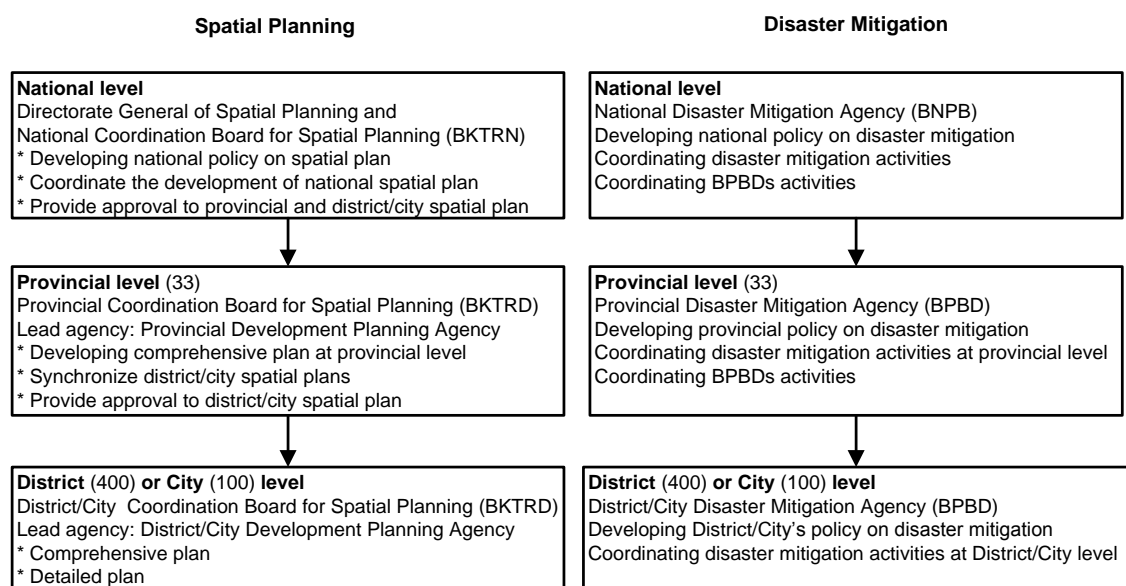 Spatial Planning
National level
Directorate General of Spatial Planning and
National Coordination Board for Spatial Planning (BKTRN)
* Developing national policy on spatial plan
* Coordinate the development of national spatial plan
* Provide approval to provincial and district/city spatial plan
Provincial level (33)
Provincial Coordination Board for Spatial Planning (BKTRD)
Lead agency: Provincial Development Planning Agency
* Developing comprehensive plan at provincial level
* Synchronize district/city spatial plans
* Provide approval to district/city spatial plan
District (400) or City (100) level
District/City Coordination Board for Spatial Planning (BKTRD)
Lead agency: District/City Development Planning Agency
* Comprehensive plan
* Detailed plan
Disaster Mitigation
National level
National Disaster Mitigation Agency (BNPB)
Developing national policy on disaster mitigation
Coordinating disaster mitigation activities
Coordinating BPBDs activities
Provincial level (33)
Provincial Disaster Mitigation Agency (BPBD)
Developing provincial policy on disaster mitigation
Coordinating disaster mitigation activities at provincial level
Coordinating BPBDs activities
District (400) or City (100) level
District/City Disaster Mitigation Agency (BPBD)
Developing District/City's policy on disaster mitigation
Coordinating disaster mitigation activities at District/City level